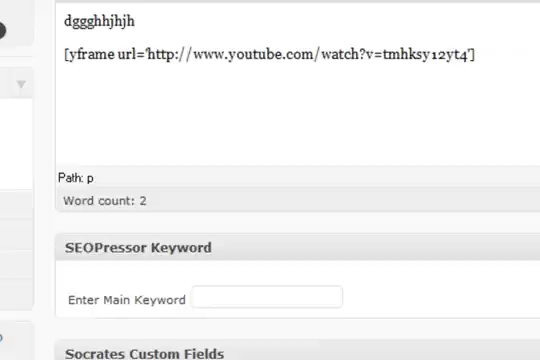 dggghhjhjh
[yframe url='http://www.youtube.com/watch?v=tmhksy12yt4']
Path: p
Word count: 2
SEOPressor Keyword
Enter Main Keyword
Socrates Custom Fields